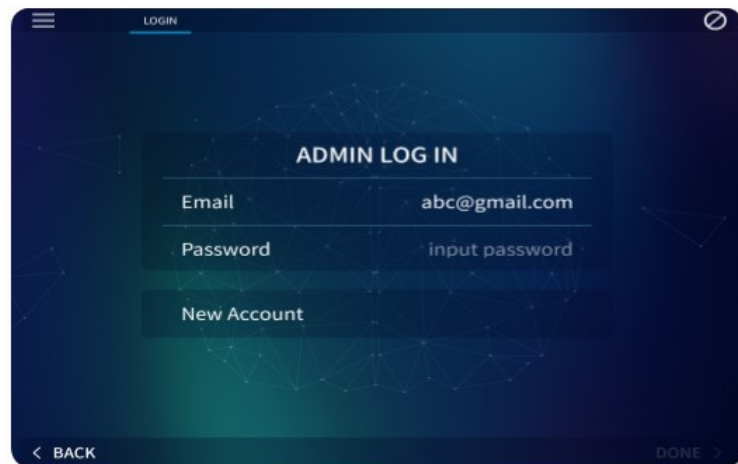 LOGIN
ADMIN LOG IN
Email abc@gmail.com
Password input password
New Account
< BACK DONE >